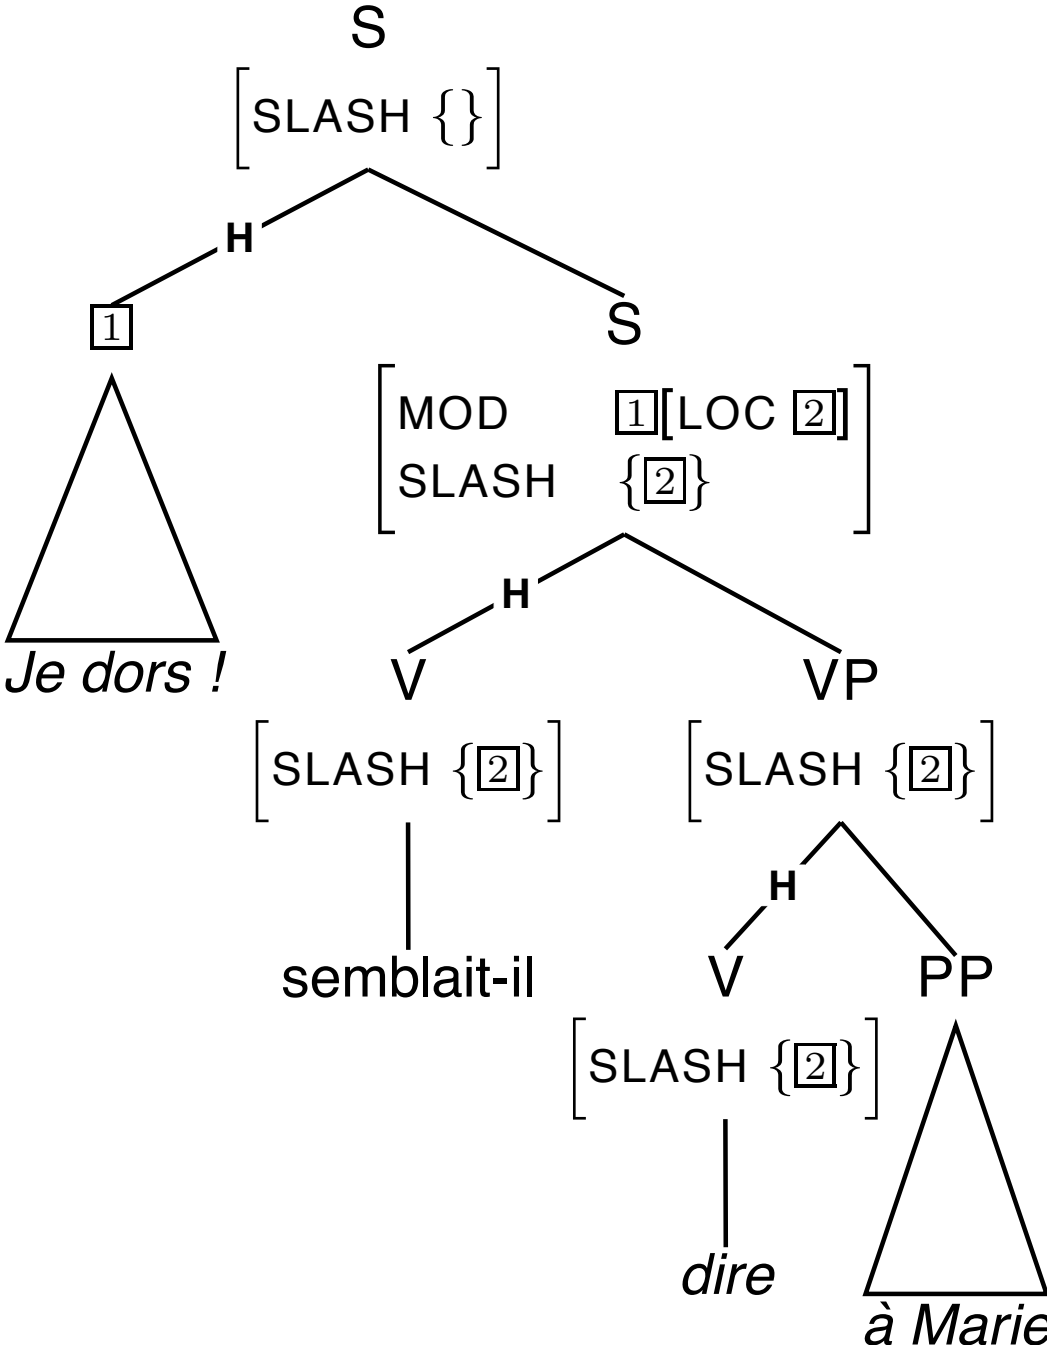 S
[SLASH {}]
H
1
S
[MOD 1[LOC 2]
SLASH {2}]
H
Je dors !
V
VP
[SLASH {2}]
[SLASH {2}]
H
semblait-il
V
PP
[SLASH {2}]
dire
à Marie